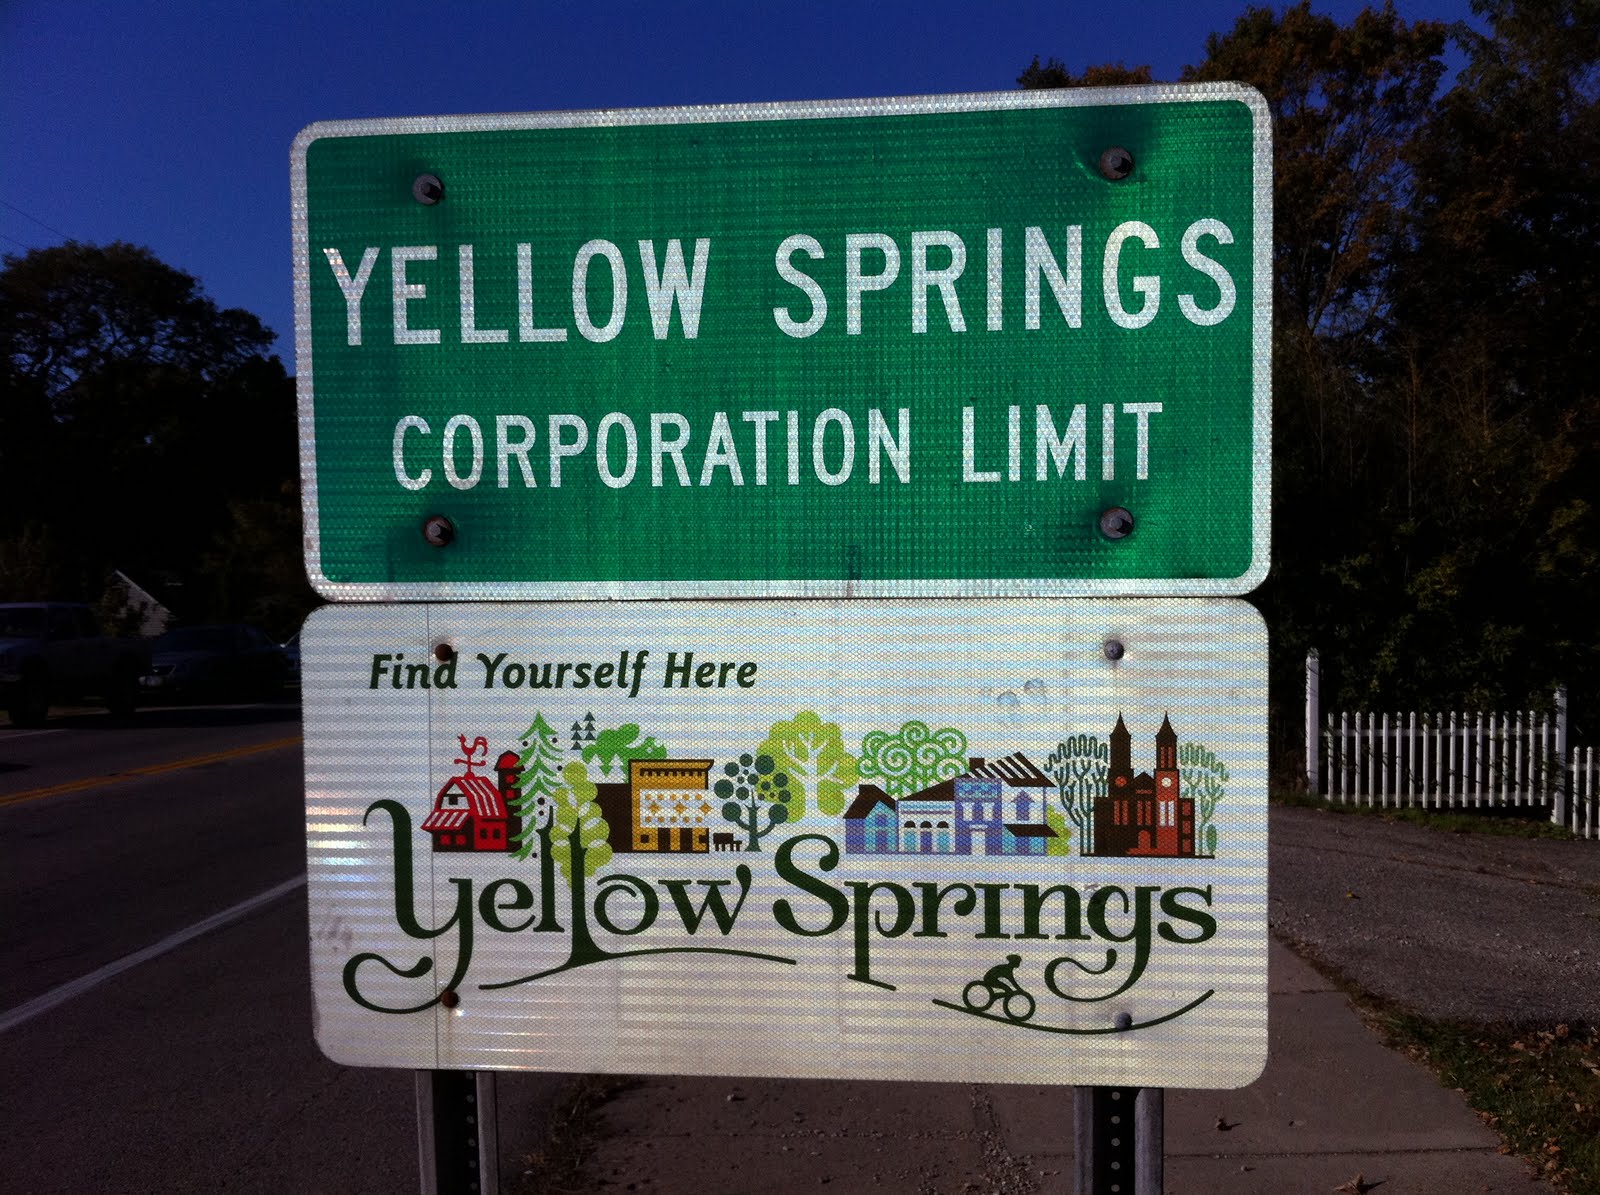 YELLOW SPRINGS
CORPORATION LIMIT
Find Yourself Here
Yellow Springs